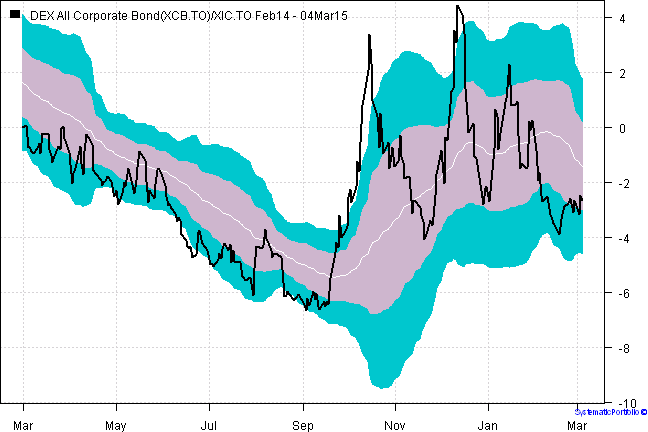 DEX All Corporate Bond(XCB.TO)/XIC.TO Feb14 - 04Mar15
4
2
0
-2
-4
-6
-8
-10
SystematicPortfolio ©
Mar
May
Jul
Sep
Nov
Jan
Mar